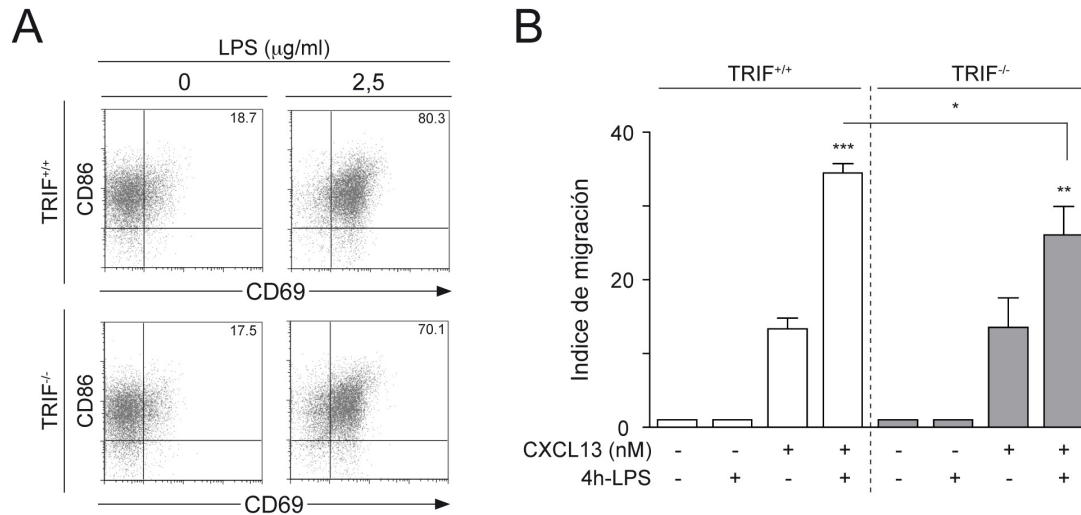 A
LPS (μg/ml)
0
2,5
TRIF+/+
CD86
18.7
80.3
CD69
TRIF-/-
CD86
17.5
70.1
CD69
B
TRIF+/+
TRIF-/-
*
***
**
Indice de migración
40
20
0
CXCL13 (nM) - - + + - - + +
4h-LPS - + - + - + - +